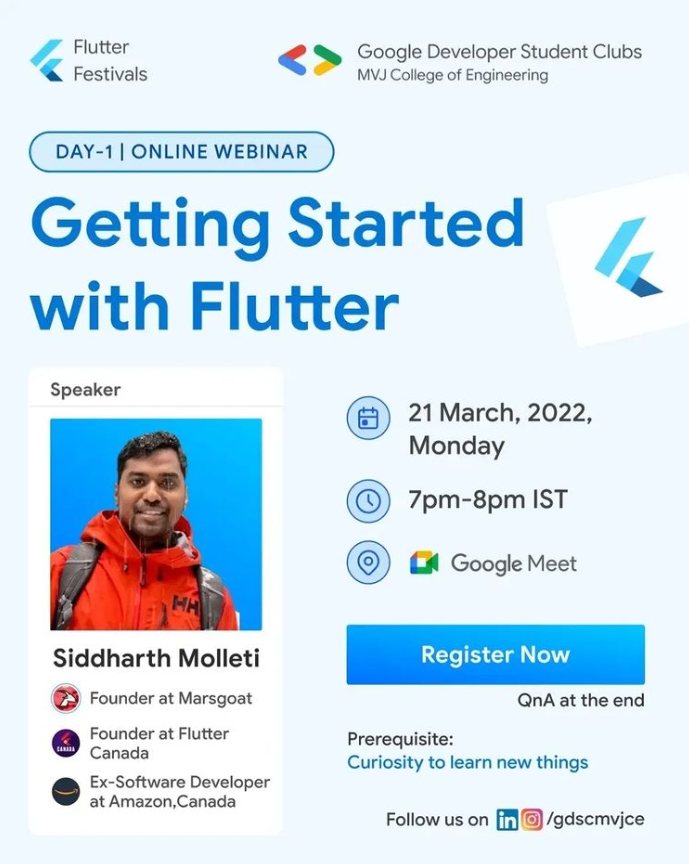 Flutter
Festivals
Google Developer Student Clubs
MVJ College of Engineering
DAY-1 | ONLINE WEBINAR
Getting Started
with Flutter
Speaker
HH
Siddharth Molleti
Founder at Marsgoat
Founder at Flutter
Canada
CANADA
Ex-Software Developer
at Amazon,Canada
21 March, 2022,
Monday
7pm-8pm IST
Google Meet
Register Now
QnA at the end
Prerequisite:
Curiosity to learn new things
Follow us on in /gdscmvjce